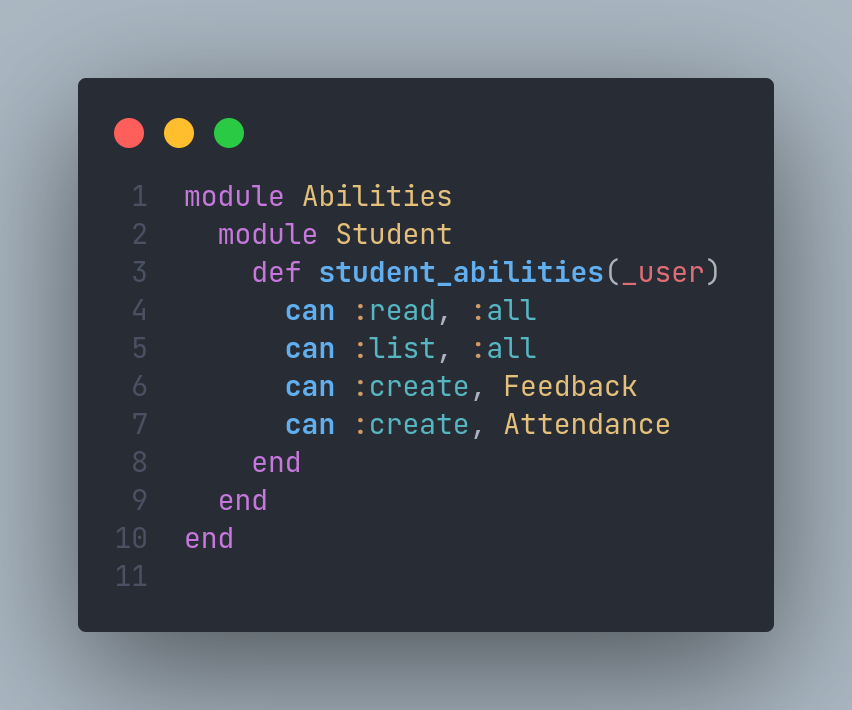 1 module Abilities
2   module Student
3     def student_abilities(_user)
4       can :read, :all
5       can :list, :all
6       can :create, Feedback
7       can :create, Attendance
8     end
9   end
10 end
11